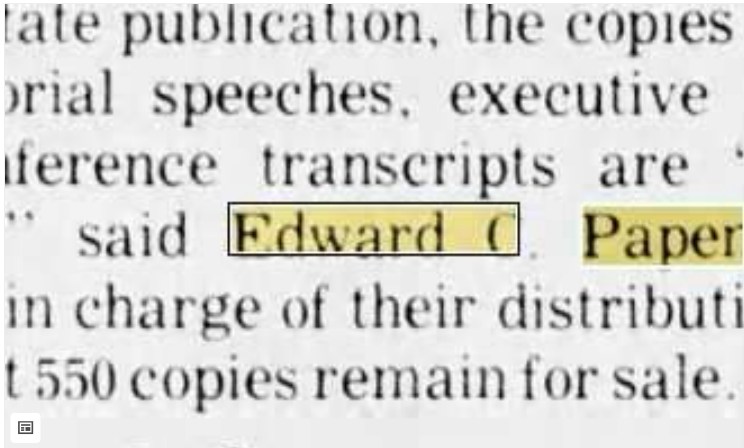 tate publication, the copies
orial speeches, executive
nference transcripts are "
" said Edward C. Paper
in charge of their distributi
t 550 copies remain for sale.